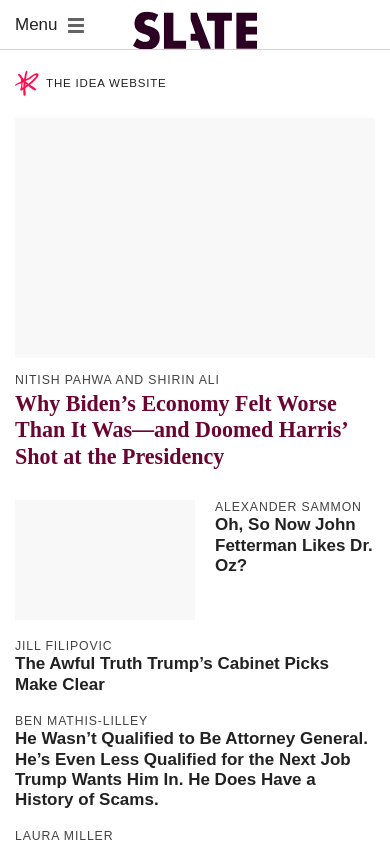 Menu
SLATE
THE IDEA WEBSITE
NITISH PAHWA AND SHIRIN ALI
Why Biden’s Economy Felt Worse
Than It Was—and Doomed Harris’
Shot at the Presidency
ALEXANDER SAMMON
Oh, So Now John
Fetterman Likes Dr.
Oz?
JILL FILIPOVIC
The Awful Truth Trump’s Cabinet Picks
Make Clear
BEN MATHIS-LILLEY
He Wasn’t Qualified to Be Attorney General.
He’s Even Less Qualified for the Next Job
Trump Wants Him In. He Does Have a
History of Scams.
LAURA MILLER